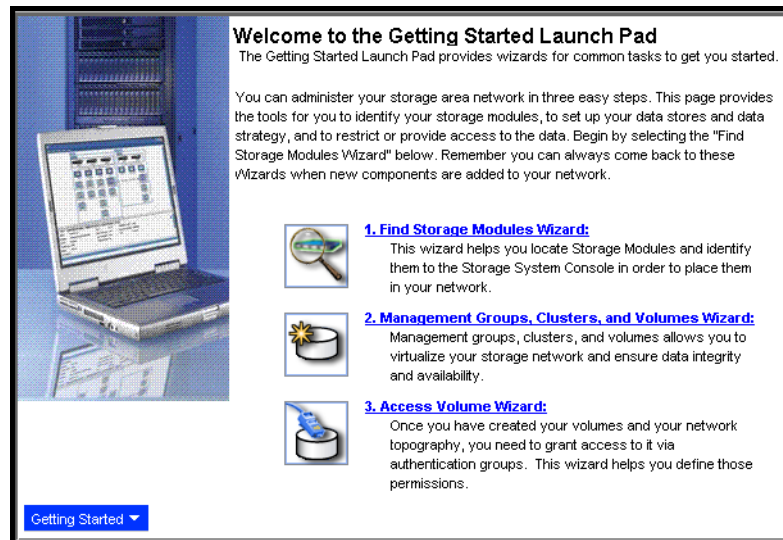 Welcome to the Getting Started Launch Pad
The Getting Started Launch Pad provides wizards for common tasks to get you started.
You can administer your storage area network in three easy steps. This page provides
the tools for you to identify your storage modules, to set up your data stores and data
strategy, and to restrict or provide access to the data. Begin by selecting the "Find
Storage Modules Wizard" below. Remember you can always come back to these
Wizards when new components are added to your network.
1. Find Storage Modules Wizard:
This wizard helps you locate Storage Modules and identify
them to the Storage System Console in order to place them
in your network.
2. Management Groups, Clusters, and Volumes Wizard:
Management groups, clusters, and volumes allows you to
virtualize your storage network and ensure data integrity
and availability.
3. Access Volume Wizard:
Once you have created your volumes and your network
topography, you need to grant access to it via
authentication groups. This wizard helps you define those
permissions.
Getting Started